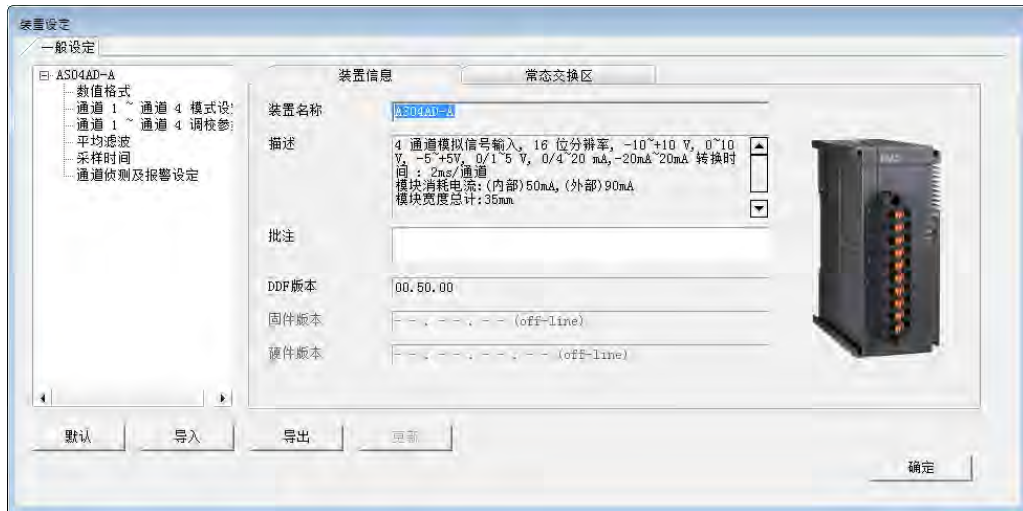 装置设定
一般设定
AS04AD-A
数值格式
通道 1 ~ 通道 4 模式设
通道 1 ~ 通道 4 调校参
平均滤波
采样时间
通道侦测及报警设定
装置信息
常态交换区
装置名称
AS04AD-A
描述
4 通道模拟信号输入, 16 位分辨率, -10~+10 V, 0~10
V, -5~+5V, 0/1~5 V, 0/4~20 mA,-20mA~20mA 转换时
间 : 2ms/通道
模块消耗电流:(内部)50mA,(外部)90mA
模块宽度总计:35mm
批注
DDF版本
00.50.00
固件版本
- - . - - . - - (off-line)
硬件版本
- - . - - . - - . - - (off-line)
默认
导入
导出
更新
确定